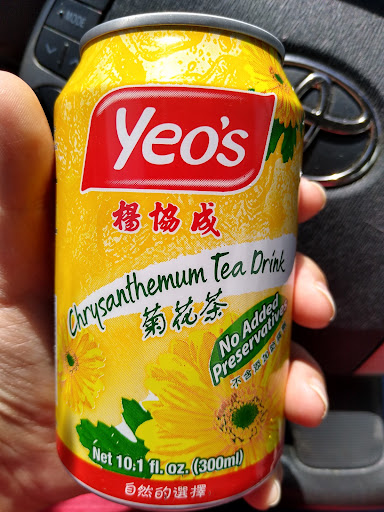 MODE
Yeo's
楊協成
Chrysanthemum Tea Drink
菊花茶
No Added
Preservatives
Net 10.1 fl. oz. (300ml)
自然的選擇